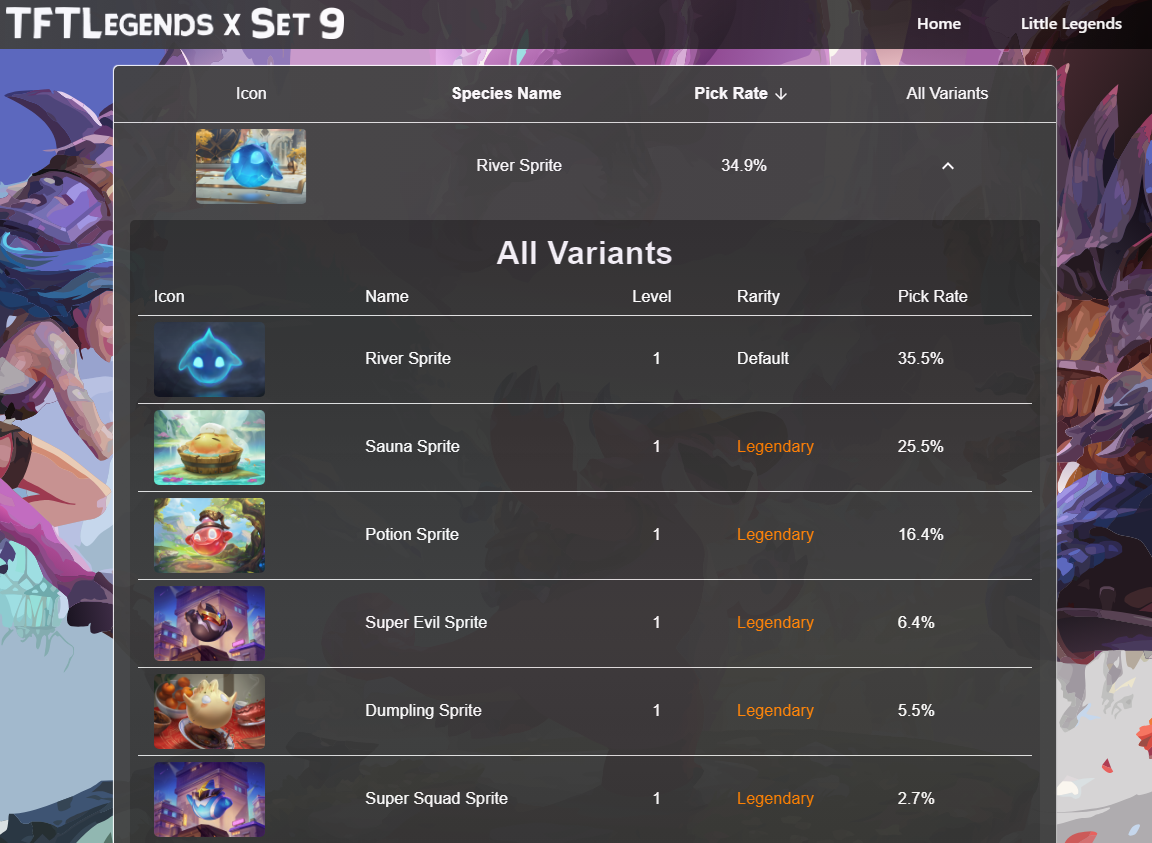 TFTLegends x Set 9 Home Little Legends
Icon Species Name Pick Rate ↓ All Variants
River Sprite 34.9%
All Variants
Icon Name Level Rarity Pick Rate
River Sprite 1 Default 35.5%
Sauna Sprite 1 Legendary 25.5%
Potion Sprite 1 Legendary 16.4%
Super Evil Sprite 1 Legendary 6.4%
Dumpling Sprite 1 Legendary 5.5%
Super Squad Sprite 1 Legendary 2.7%